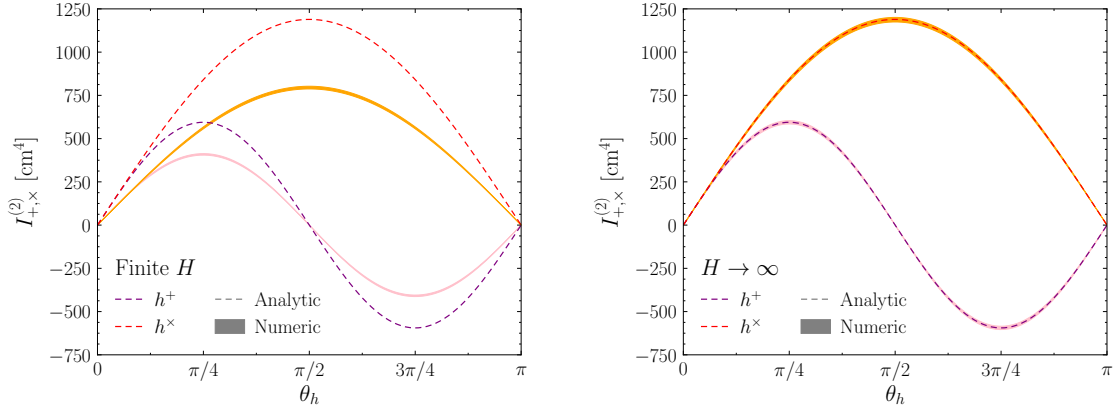 1250
1000
750
500
250
0
−250
−500
−750
I^{(2)}_{+,×} [cm^4]
Finite H
h^+ Analytic
h^× Numeric
0 π/4 π/2 3π/4 π
θ_h
1250
1000
750
500
250
0
−250
−500
−750
I^{(2)}_{+,×} [cm^4]
H → ∞
h^+ Analytic
h^× Numeric
0 π/4 π/2 3π/4 π
θ_h